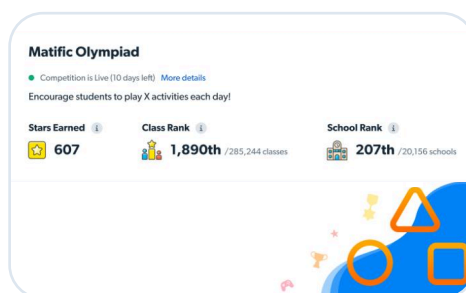 Matific Olympiad
Competition is Live (10 days left) More details
Encourage students to play X activities each day!
Stars Earned i Class Rank i School Rank i
607 1,890th /285,244 classes 207th /20,156 schools